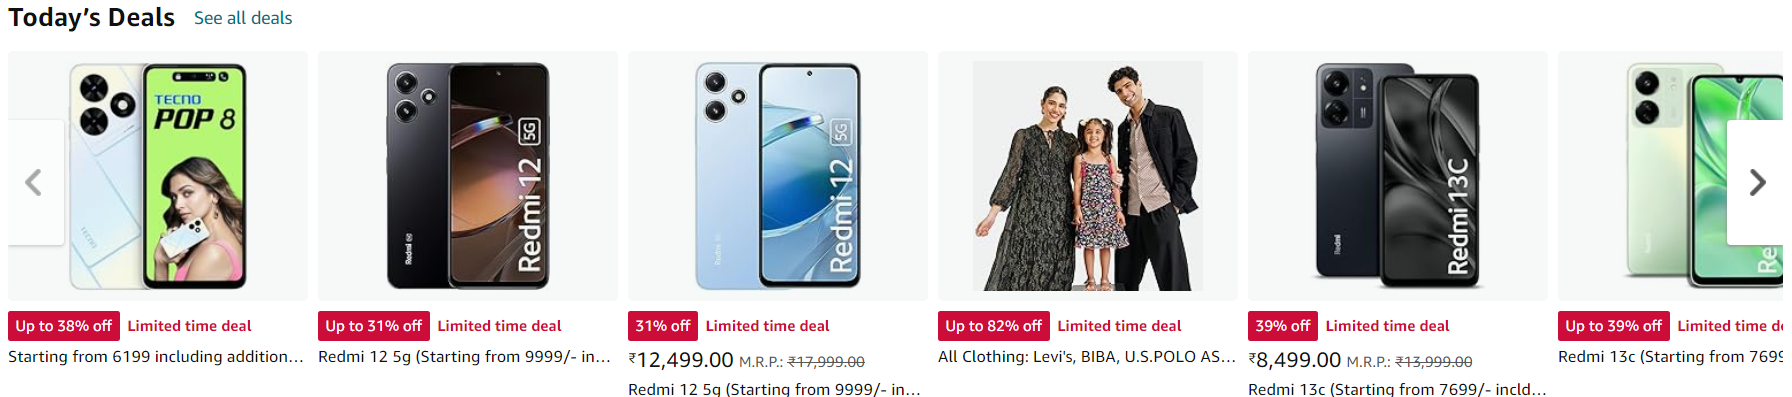 Today's Deals See all deals
TECNO
POP 8
TECNO
Up to 38% off Limited time deal
Starting from 6199 including addition...
Redmi 12 5G
Redmi 5G
Up to 31% off Limited time deal
Redmi 12 5g (Starting from 9999/- in...
Redmi 12 5G
31% off Limited time deal
₹12,499.00 M.R.P.: ₹17,999.00
Redmi 12 5g (Starting from 9999/- in...
Up to 82% off Limited time deal
All Clothing: Levi's, BIBA, U.S.POLO AS...
Redmi 13C
Redmi
39% off Limited time deal
₹8,499.00 M.R.P.: ₹13,999.00
Redmi 13c (Starting from 7699/- incld...
Re
Up to 39% off Limited time de
Redmi 13c (Starting from 7699